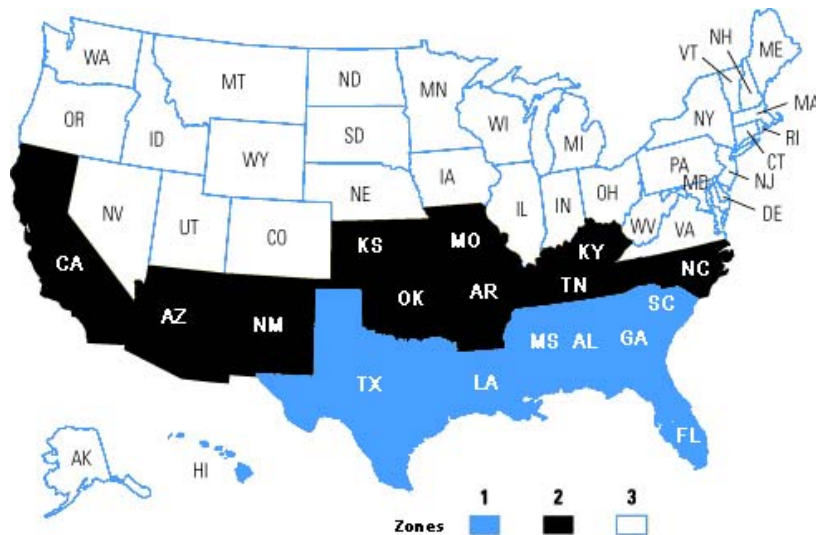 WA
MT
ND
MN
VT
NH
ME
OR
ID
SD
WI
MI
NY
MA
WY
RI
CT
NV
UT
CO
NE
IA
IL
IN
OH
PA
MD
NJ
DE
WV
VA
CA
AZ
NM
KS
MO
OK
AR
KY
TN
NC
SC
TX
LA
MS
AL
GA
FL
AK
HI
Zones 1 2 3